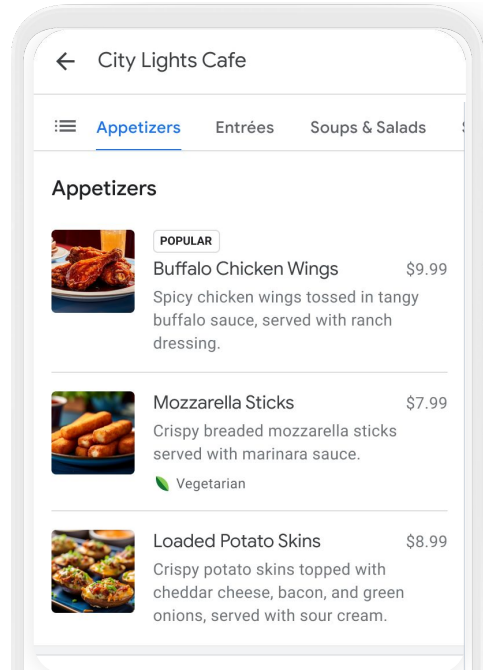 City Lights Cafe
Appetizers Entrées Soups & Salads
Appetizers
POPULAR
Buffalo Chicken Wings $9.99
Spicy chicken wings tossed in tangy
buffalo sauce, served with ranch
dressing.
Mozzarella Sticks $7.99
Crispy breaded mozzarella sticks
served with marinara sauce.
Vegetarian
Loaded Potato Skins $8.99
Crispy potato skins topped with
cheddar cheese, bacon, and green
onions, served with sour cream.